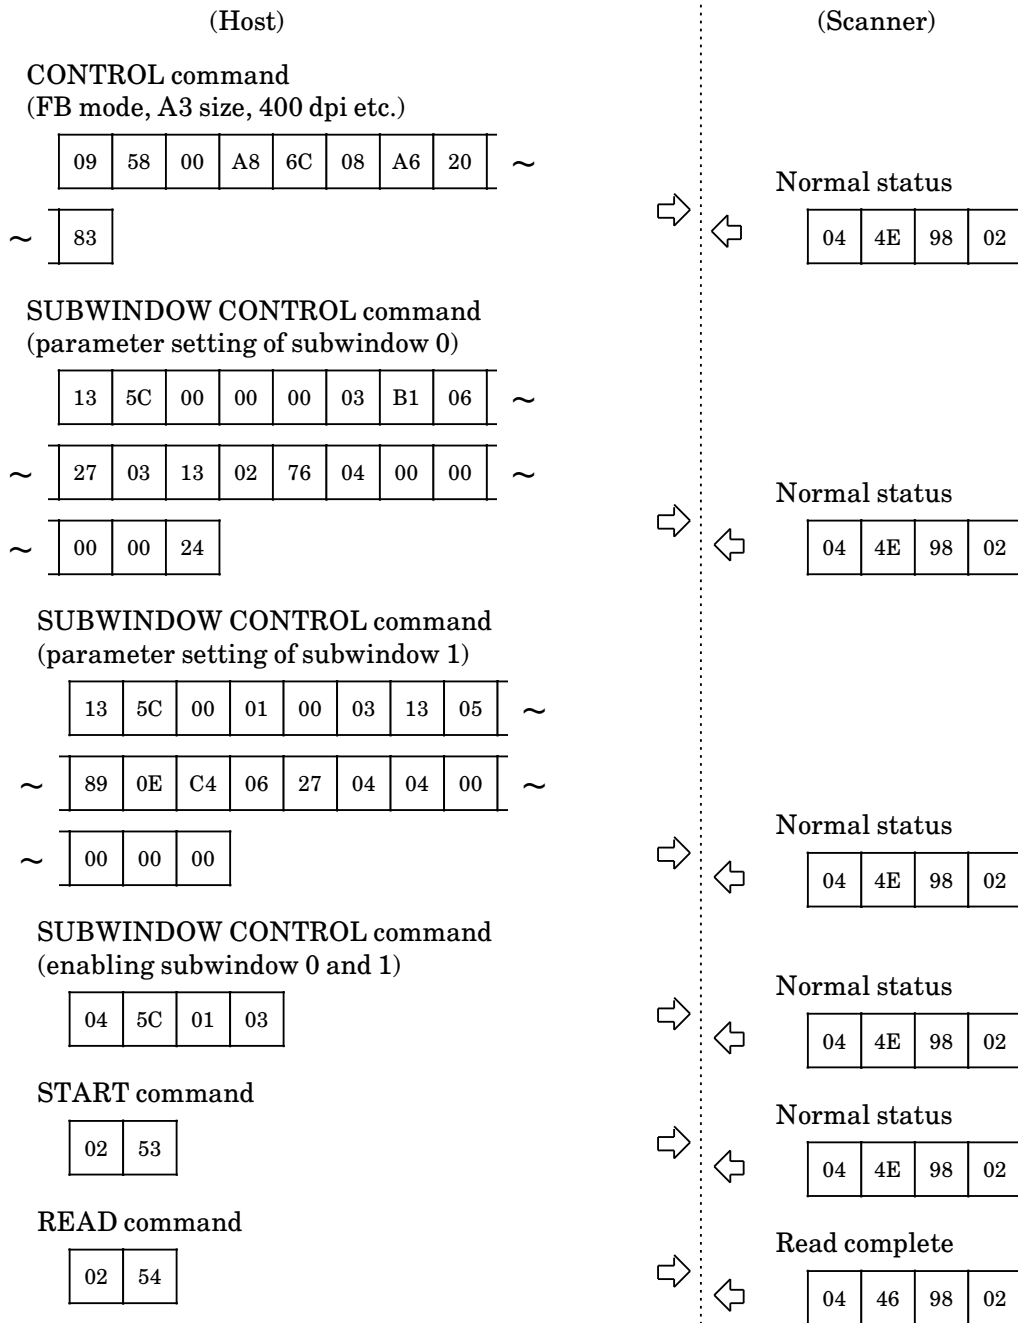 (Host) (Scanner)
CONTROL command
(FB mode, A3 size, 400 dpi etc.)
09 58 00 A8 6C 08 A6 20 ~
Normal status
~ 83
04 4E 98 02
SUBWINDOW CONTROL command
(parameter setting of subwindow 0)
13 5C 00 00 00 03 B1 06 ~
~ 27 03 13 02 76 04 00 00 ~
Normal status
~ 00 00 24
04 4E 98 02
SUBWINDOW CONTROL command
(parameter setting of subwindow 1)
13 5C 00 01 00 03 13 05 ~
~ 89 0E C4 06 27 04 04 00 ~
Normal status
~ 00 00 00
04 4E 98 02
SUBWINDOW CONTROL command
(enabling subwindow 0 and 1)
Normal status
04 5C 01 03
04 4E 98 02
START command
Normal status
02 53
04 4E 98 02
READ command
Read complete
02 54
04 46 98 02